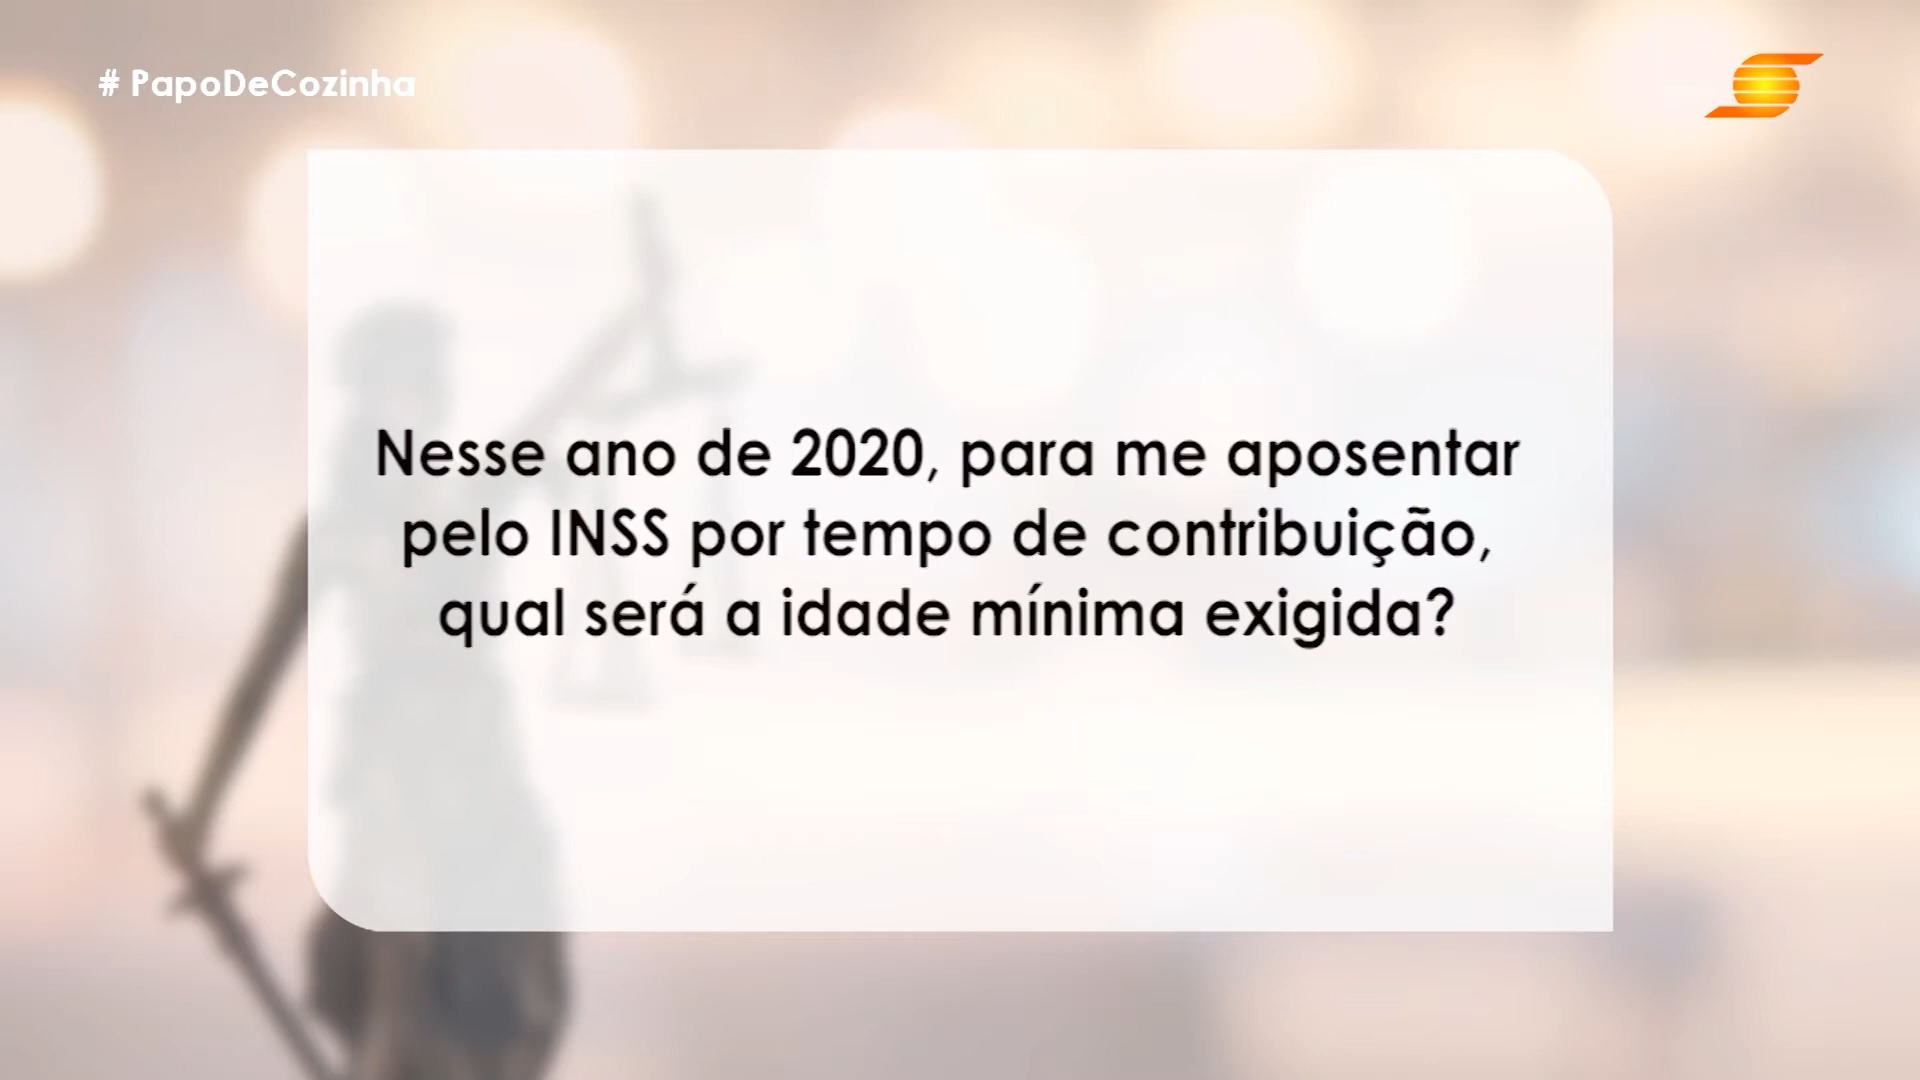 # PapoDeCozinha
Nesse ano de 2020, para me aposentar
pelo INSS por tempo de contribuição,
qual será a idade mínima exigida?